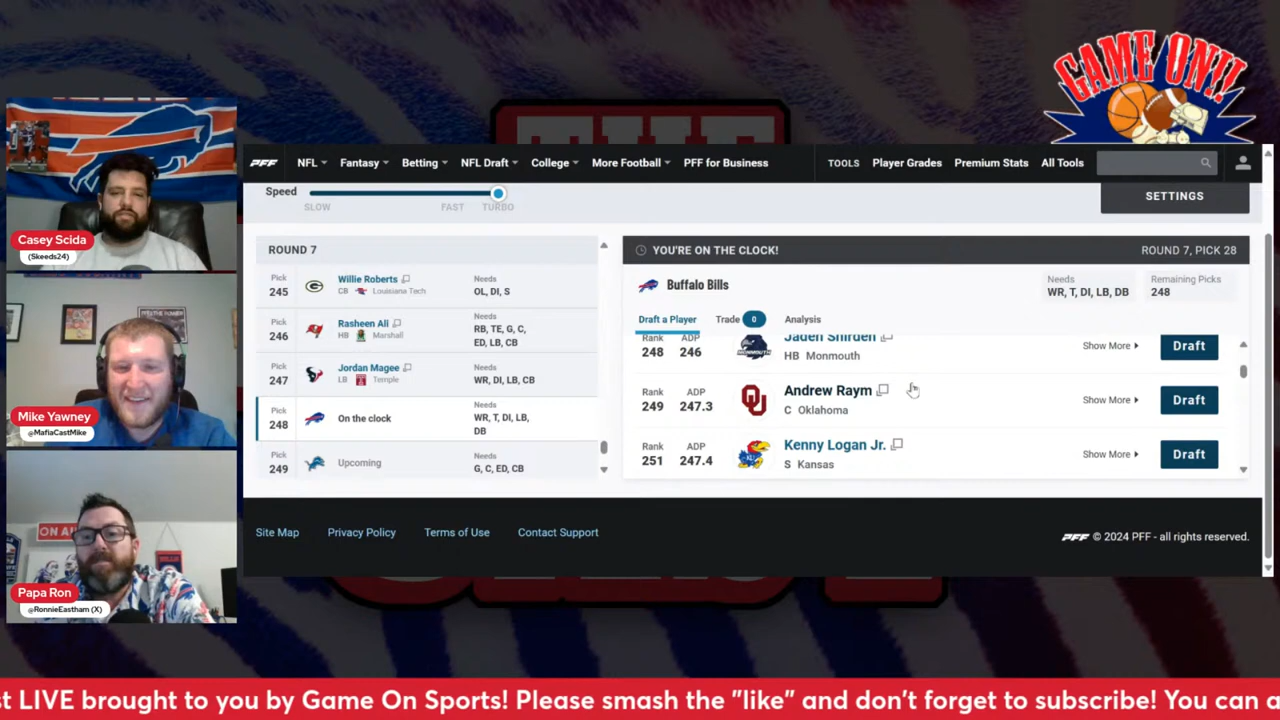 GAME ON!!
THE
PFF
NFL
Fantasy
Betting
NFL Draft
College
More Football
PFF for Business
TOOLS
Player Grades
Premium Stats
All Tools
Speed
SLOW
FAST
TURBO
SETTINGS
ROUND 7
Pick
245
Willie Roberts
CB Louisiana Tech
Needs
OL, DI, S
Pick
246
Rasheen Ali
HB Marshall
Needs
RB, TE, G, C,
ED, LB, CB
Pick
247
Jordan Magee
LB Temple
Needs
WR, DI, LB, CB
Pick
248
On the clock
Needs
WR, T, DI, LB,
DB
Pick
249
Upcoming
Needs
G, C, ED, CB
YOU'RE ON THE CLOCK!
ROUND 7, PICK 28
Buffalo Bills
Needs
WR, T, DI, LB, DB
Remaining Picks
248
Draft a Player
Trade 0
Analysis
Rank
248
ADP
246
Jaden Shirden
HB Monmouth
Show More
Draft
Rank
249
ADP
247.3
Andrew Raym
C Oklahoma
Show More
Draft
Rank
251
ADP
247.4
Kenny Logan Jr.
S Kansas
Show More
Draft
Site Map
Privacy Policy
Terms of Use
Contact Support
PFF © 2024 PFF - all rights reserved.
Casey Scida
(Skeeds24)
Mike Yawney
@MafiaCastMike
ON AI
Papa Ron
@RonnieEastham (X)
st LIVE brought to you by Game On Sports! Please smash the "like" and don't forget to subscribe! You can a